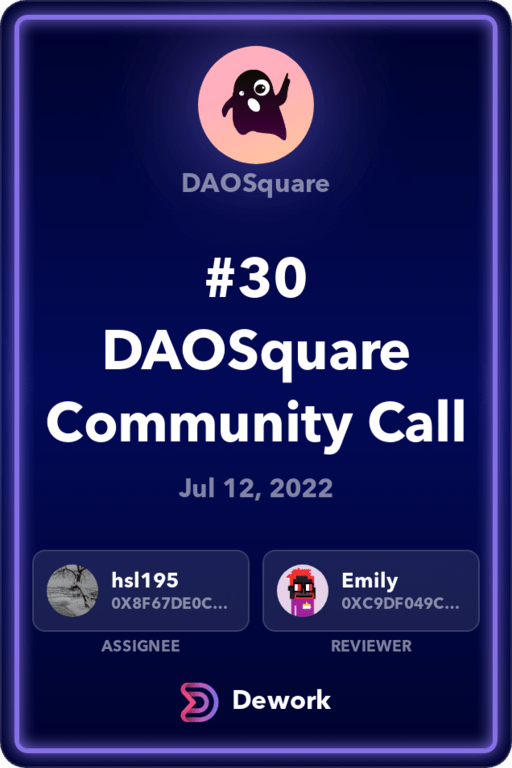 DAOSquare
#30
DAOSquare
Community Call
Jul 12, 2022
hsl195
0X8F67DE0C...
ASSIGNEE
Emily
0XC9DF049C...
REVIEWER
Dework